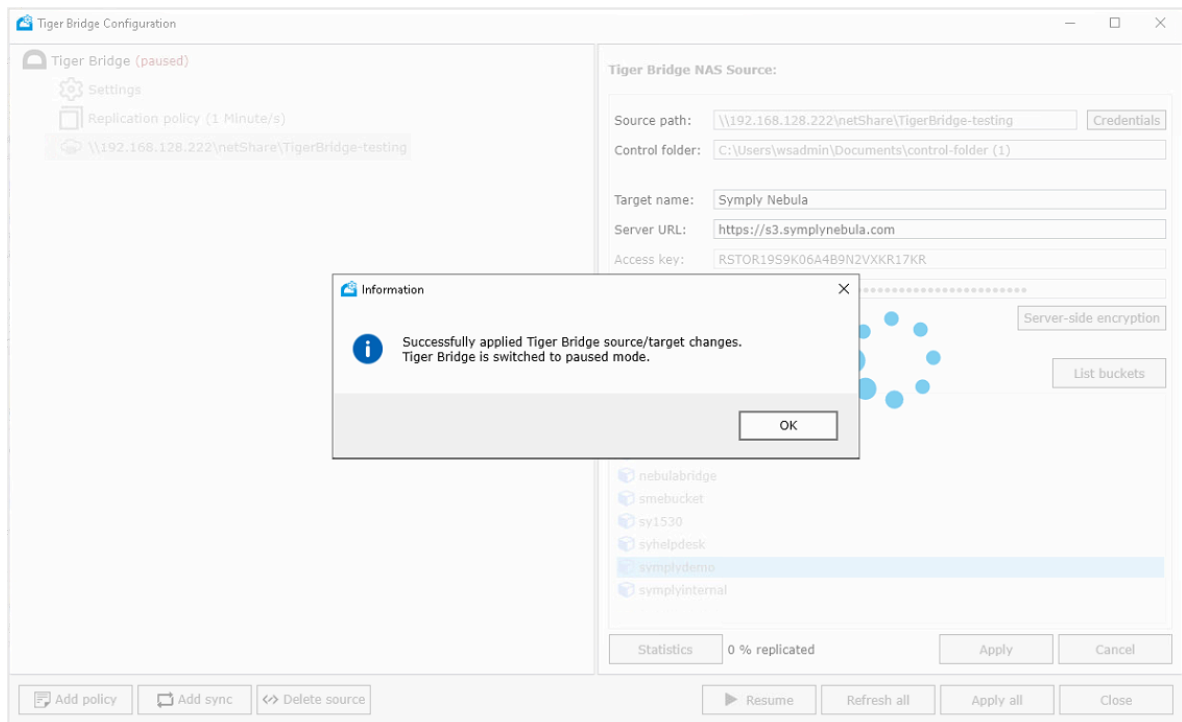 Tiger Bridge Configuration
Tiger Bridge (paused)
Settings
Replication policy (1 Minute/s)
\\192.168.128.222\netShare\TigerBridge-testing
Tiger Bridge NAS Source:
Source path: \\192.168.128.222\netShare\TigerBridge-testing Credentials
Control folder: C:\Users\wsadmin\Documents\control-folder (1)
Target name: Symply Nebula
Server URL: https://s3.symplynebula.com
Access key: RSTOR19S9K06A4B9N2VXKR17KR
Server-side encryption
List buckets
Information
Successfully applied Tiger Bridge source/target changes.
Tiger Bridge is switched to paused mode.
OK
nebulabridge
smebucket
sy1530
syhelpdesk
symplydemo
symplyinternal
Statistics 0 % replicated Apply Cancel
Add policy Add sync Delete source Resume Refresh all Apply all Close